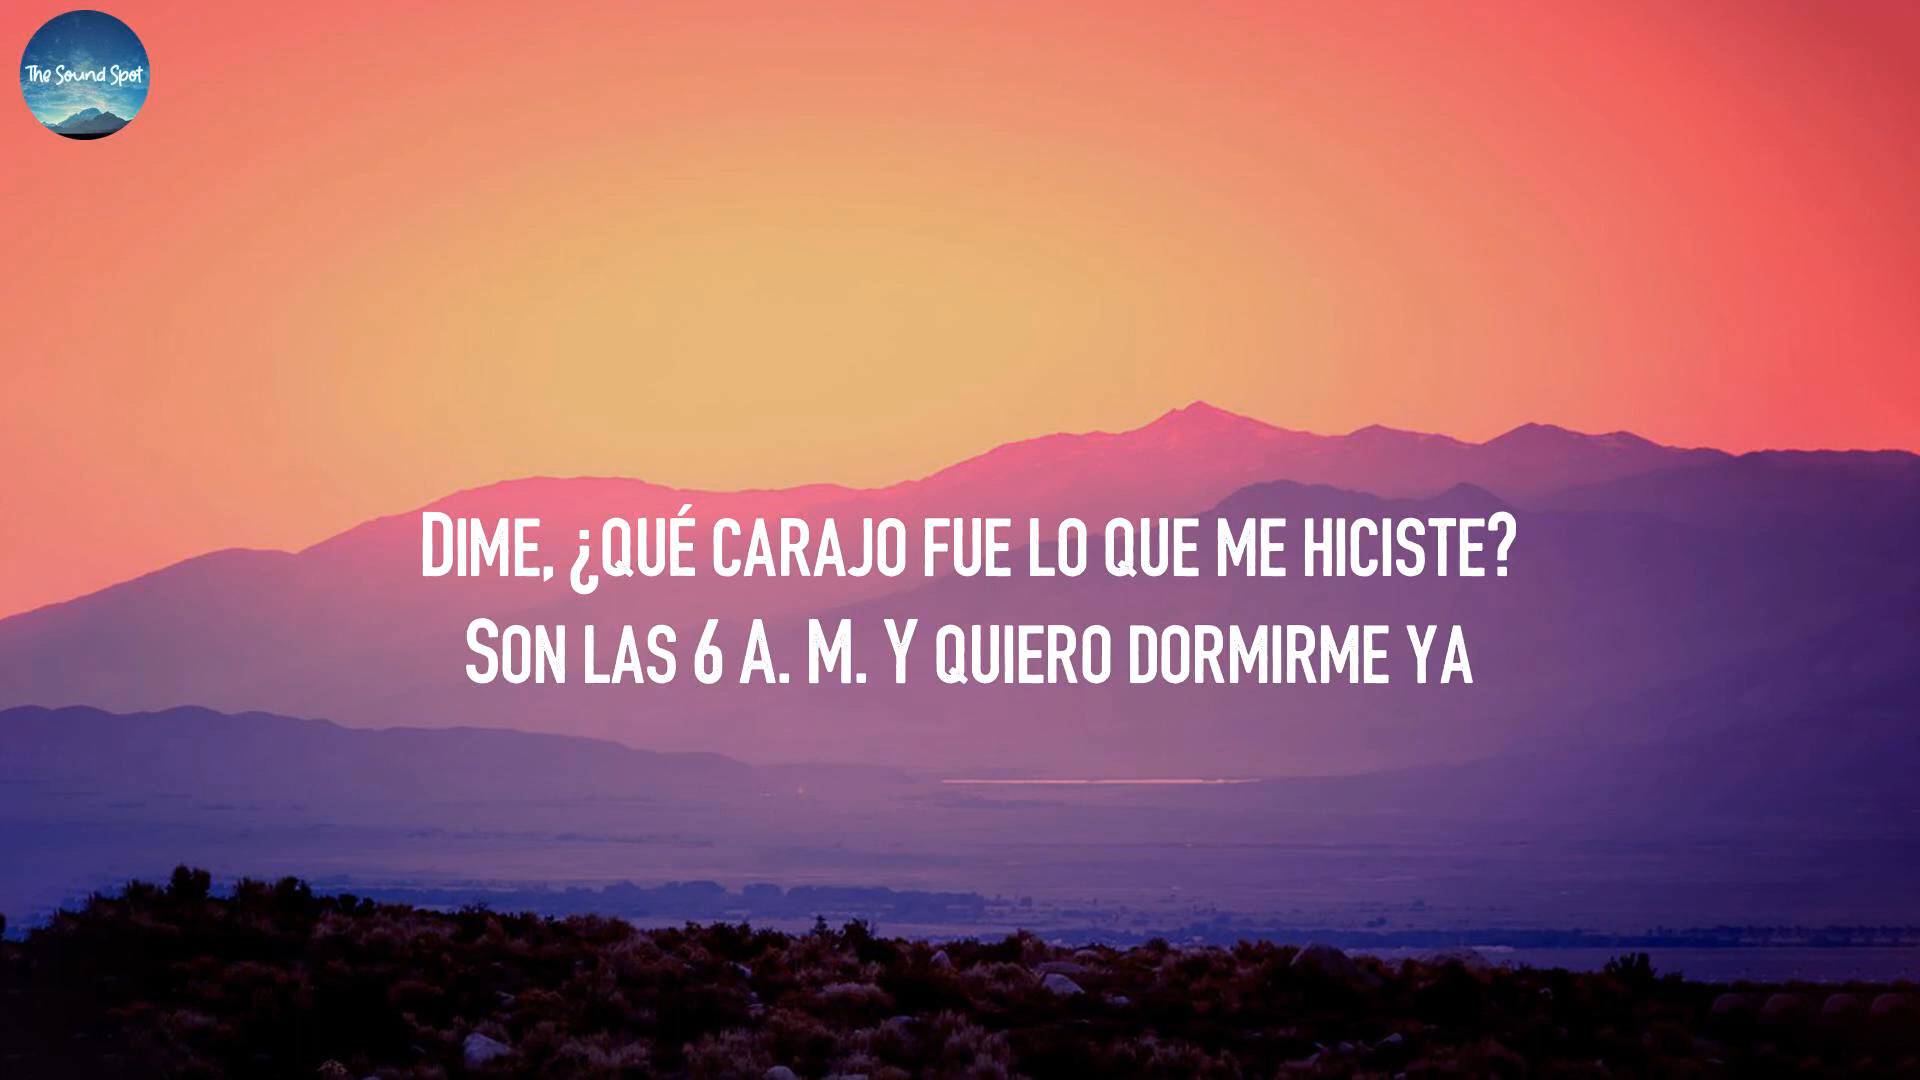 The Sound Spot
Dime, ¿qué carajo fue lo que me hiciste?
Son las 6 A. M. Y quiero dormirme ya